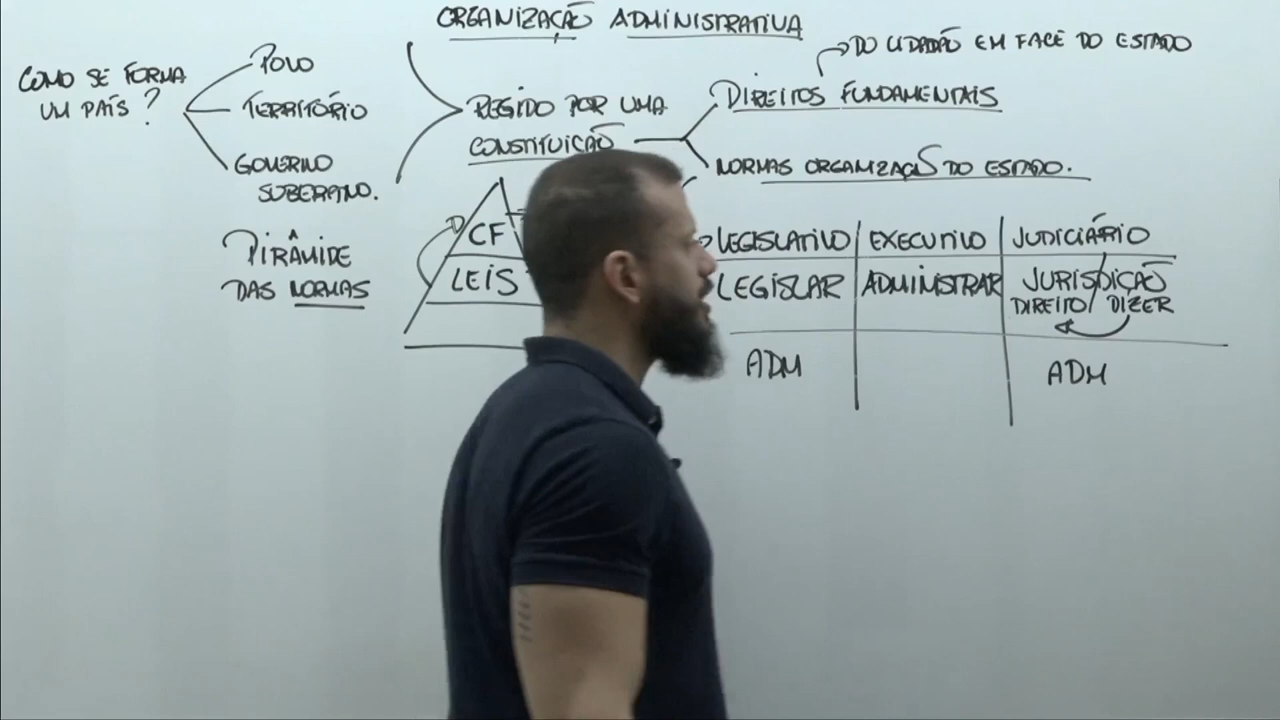 ORGANIZAÇÃO ADMINISTRATIVA
COMO SE FORMA
UM PAÍS ?
POVO
TERRITÓRIO
GOVERNO
SOBERANO.
REGIDO POR UMA
CONSTITUIÇÃO
DO CIDADÃO EM FACE DO ESTADO
DIREITOS FUNDAMENTAIS
NORMAS ORGANIZAÇÃO DO ESTADO.
PIRÂMIDE
DAS NORMAS
CF
LEIS
LEGISLATIVO EXECUTIVO JUDICIÁRIO
LEGISLAR ADMINISTRAR JURISDIÇÃO
DIREITO/ DIZER
ADM ADM